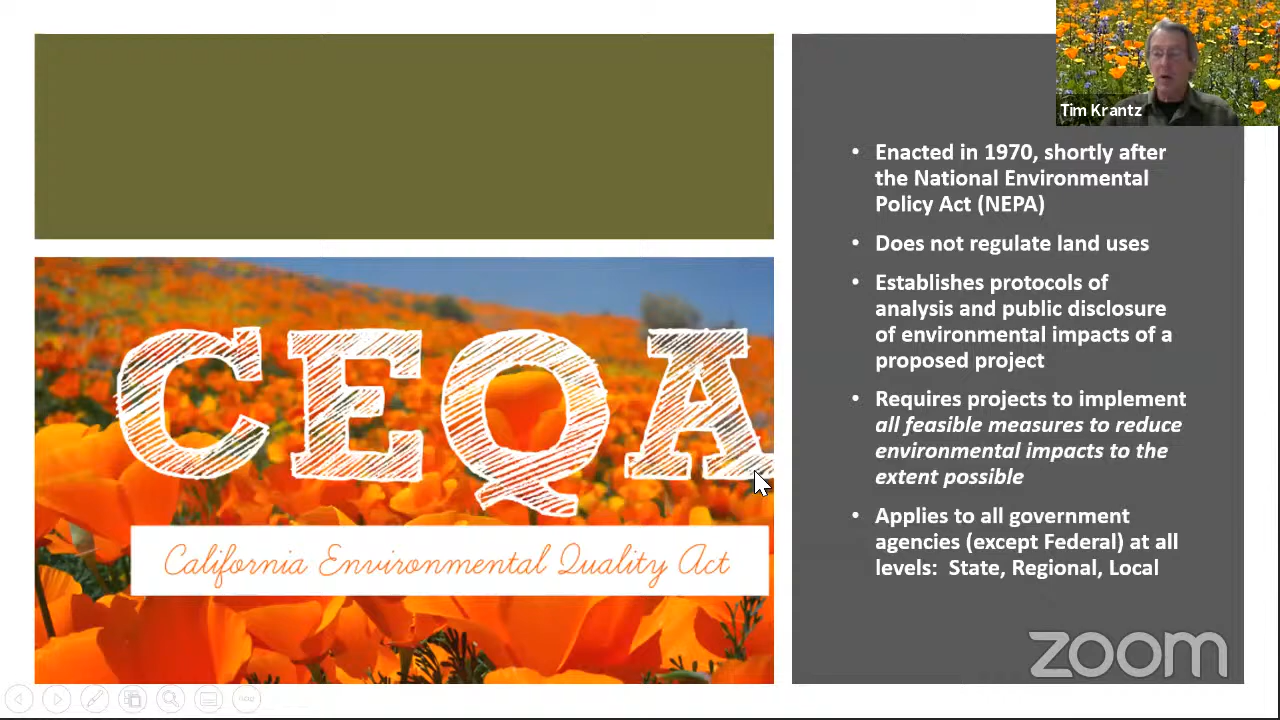 Tim Krantz
• Enacted in 1970, shortly after
the National Environmental
Policy Act (NEPA)
• Does not regulate land uses
• Establishes protocols of
analysis and public disclosure
of environmental impacts of a
proposed project
• Requires projects to implement
all feasible measures to reduce
environmental impacts to the
extent possible
• Applies to all government
agencies (except Federal) at all
levels:  State, Regional, Local
CEQA
California Environmental Quality Act
zoom